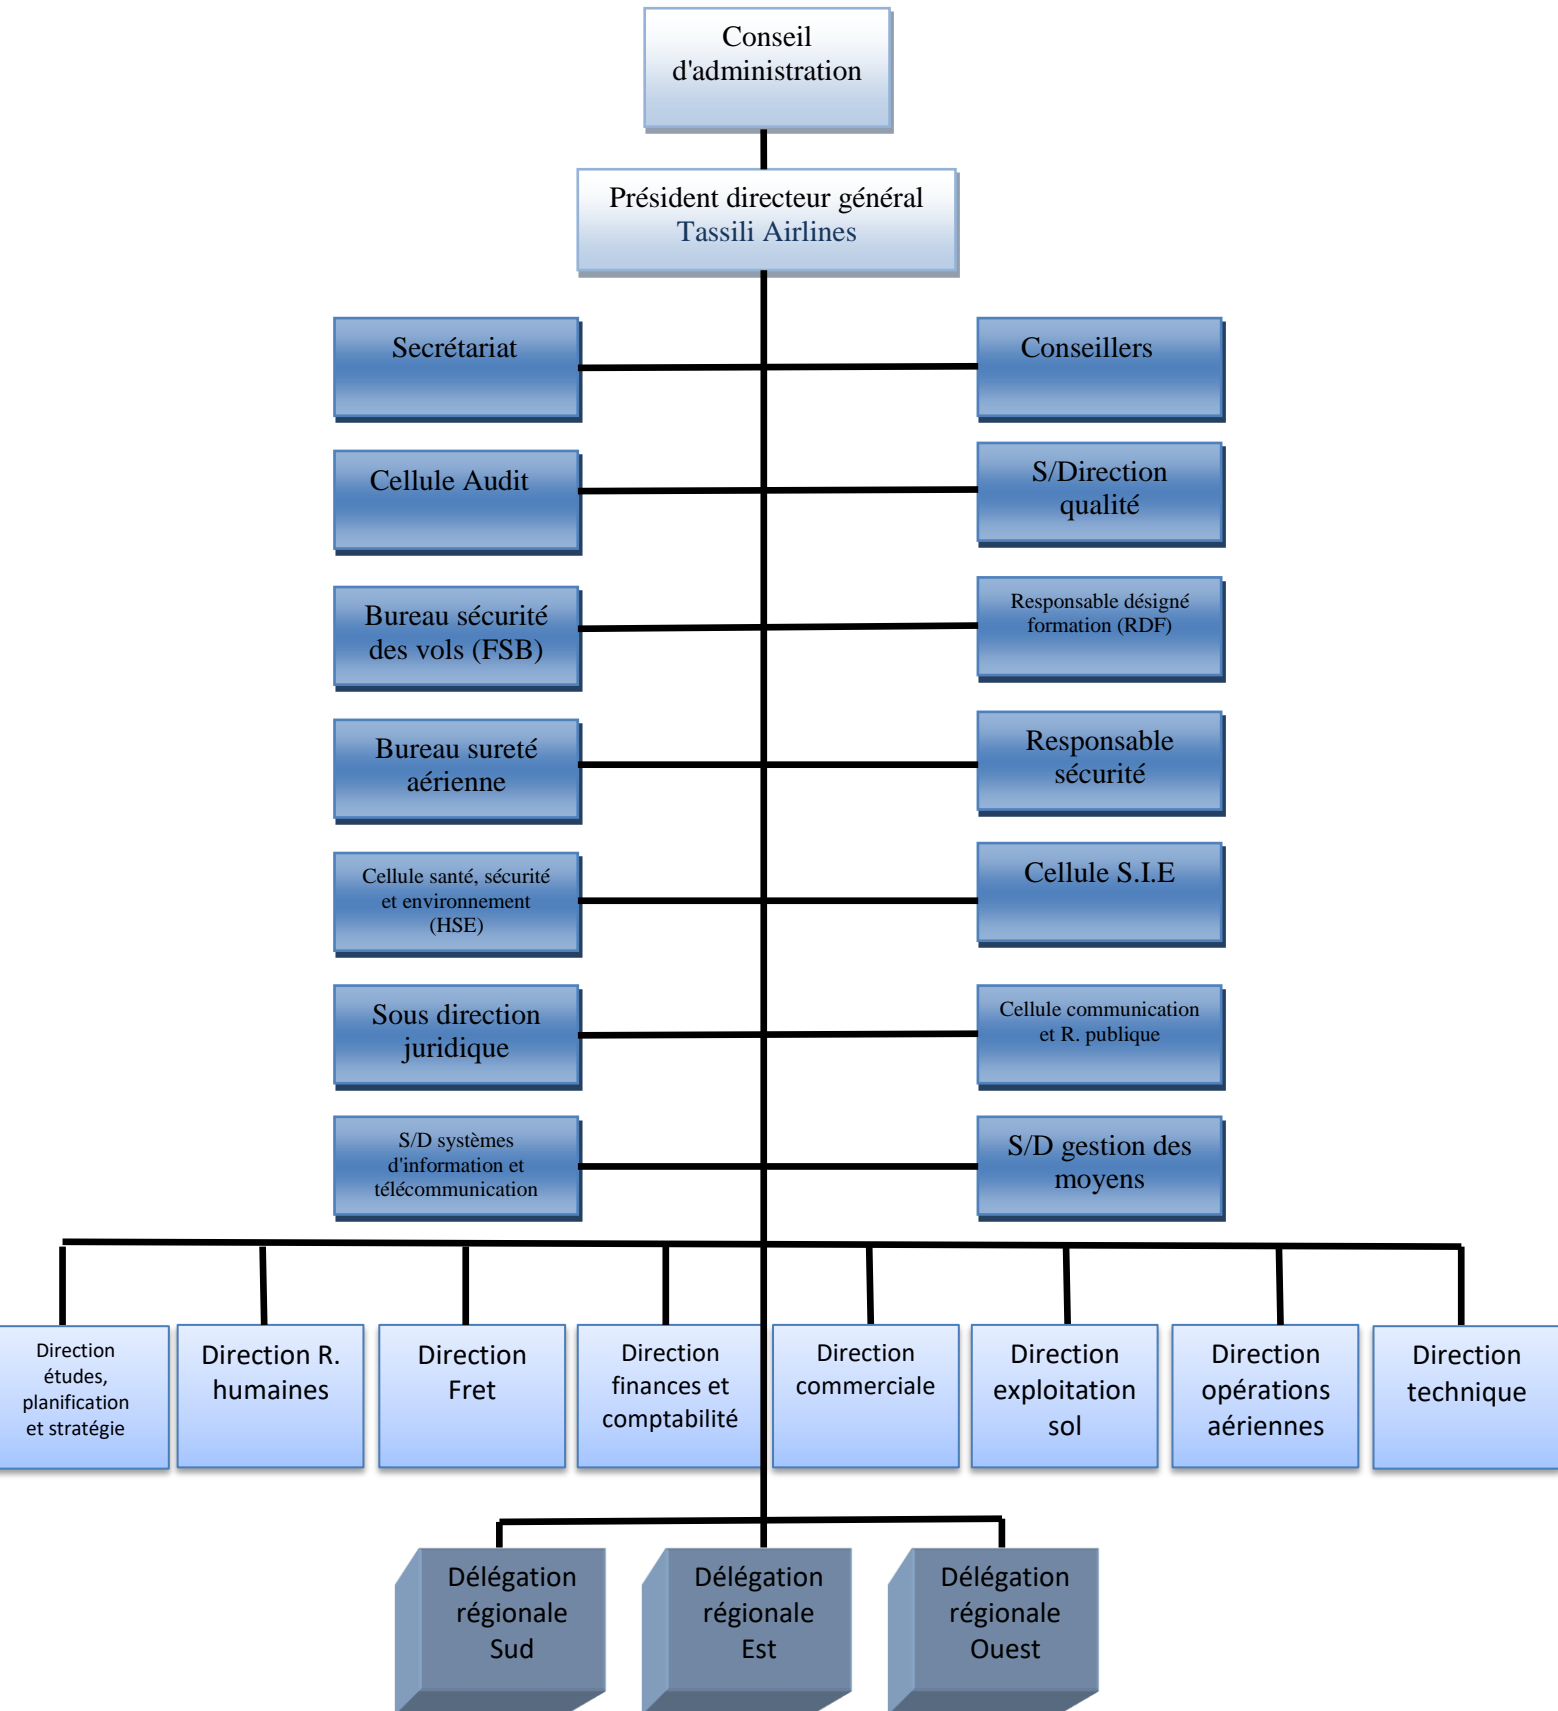 Conseil
d'administration
Président directeur général
Tassili Airlines
Secrétariat
Conseillers
Cellule Audit
S/Direction
qualité
Bureau sécurité
des vols (FSB)
Responsable désigné
formation (RDF)
Bureau sureté
aérienne
Responsable
sécurité
Cellule santé, sécurité
et environnement
(HSE)
Cellule S.I.E
Sous direction
juridique
Cellule communication
et R. publique
S/D systèmes
d'information et
télécommunication
S/D gestion des
moyens
Direction
études,
planification
et stratégie
Direction R.
humaines
Direction
Fret
Direction
finances et
comptabilité
Direction
commerciale
Direction
exploitation
sol
Direction
opérations
aériennes
Direction
technique
Délégation
régionale
Sud
Délégation
régionale
Est
Délégation
régionale
Ouest